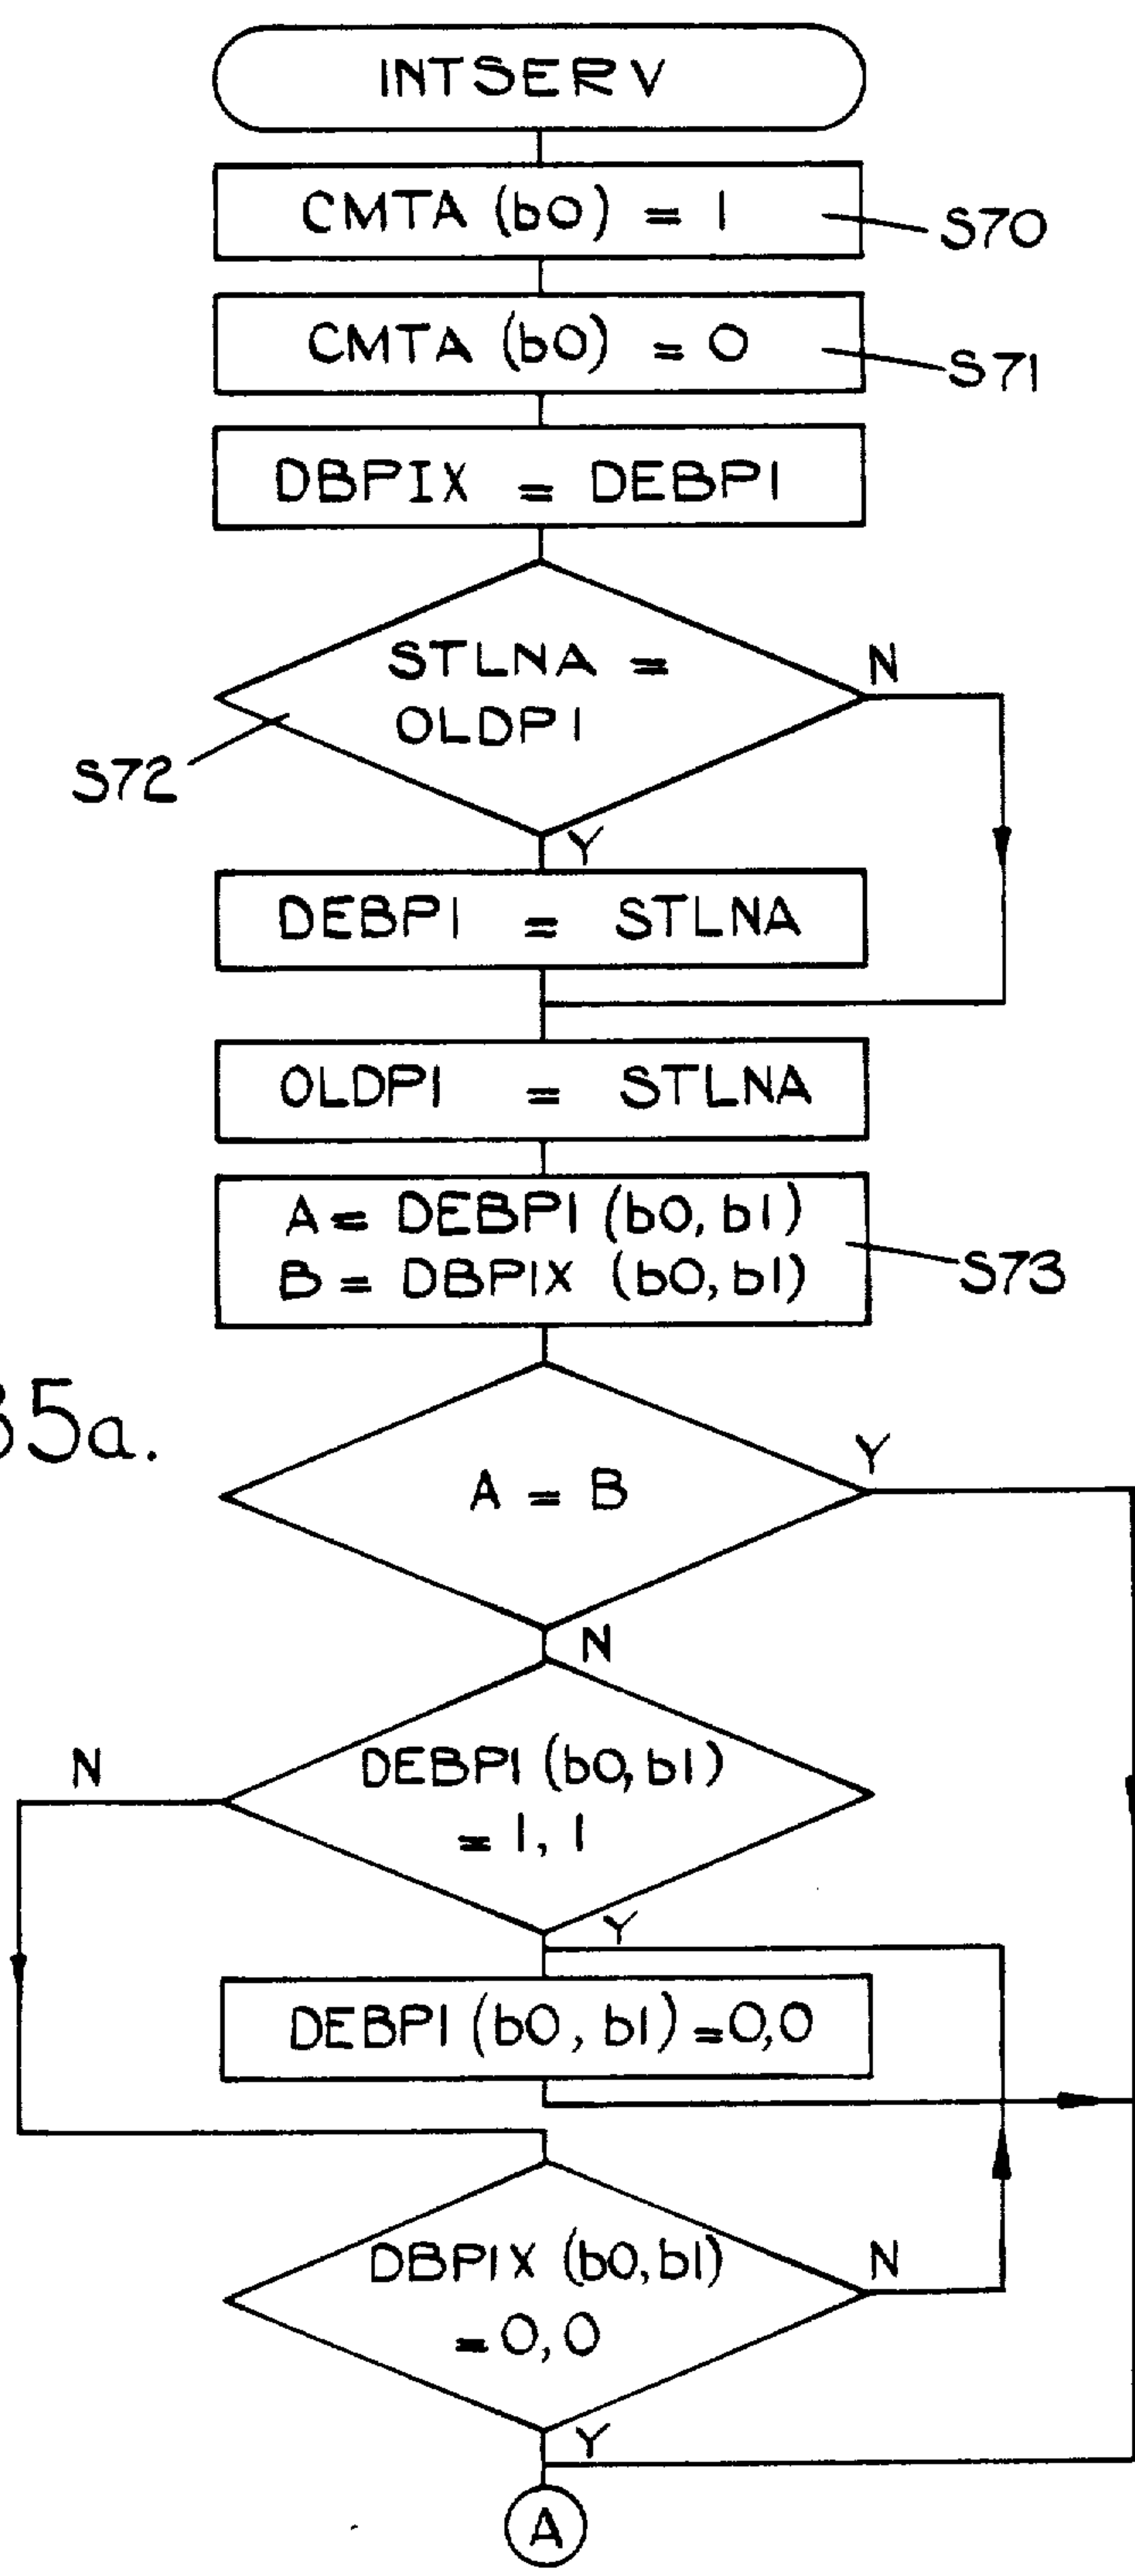 INTSERV
CMTA (b0) = 1
S70
CMTA (b0) = 0
S71
DBPIX = DEBPI
STLNA =
OLDPI
N
S72
Y
DEBPI = STLNA
OLDPI = STLNA
A = DEBPI (b0, b1)
B = DBPIX (b0, b1)
S73
35a.
A = B
Y
N
DEBPI (b0, b1)
= 1, 1
N
Y
DEBPI (b0, b1) = 0,0
DBPIX (b0, b1)
= 0, 0
N
Y
A